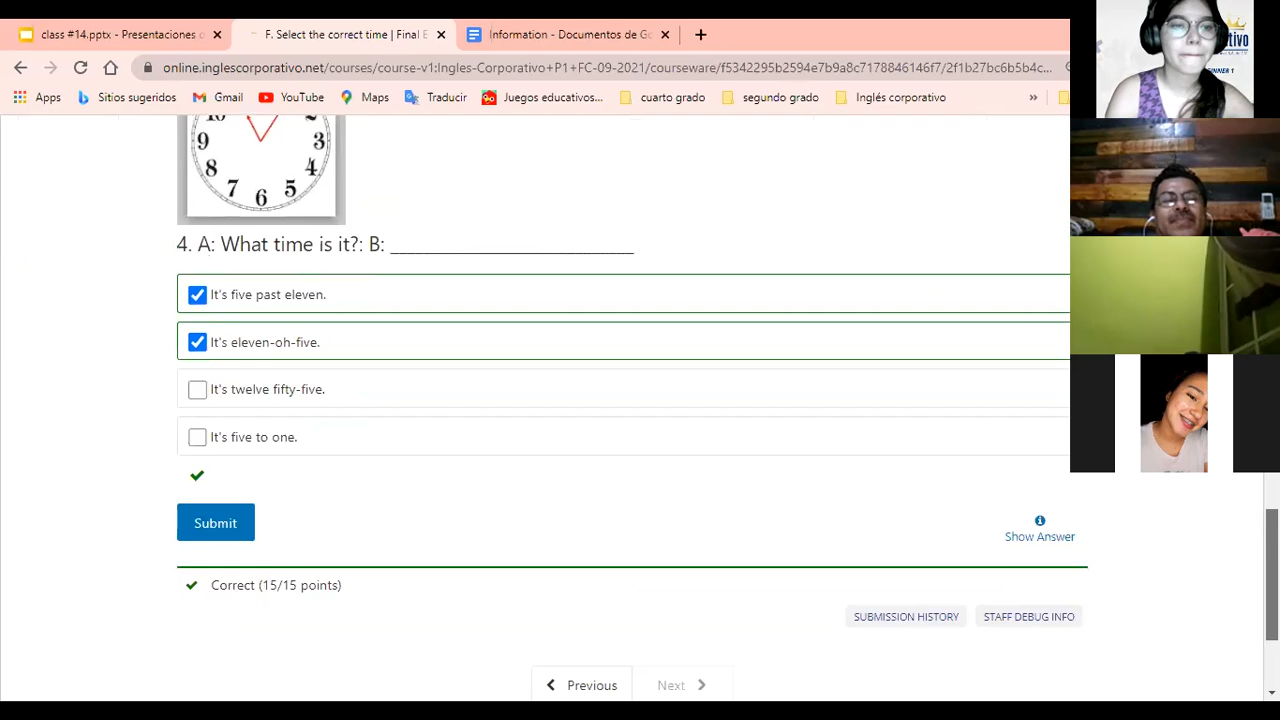 class #14.pptx - Presentaciones
F. Select the correct time | Final E
Information - Documentos de Go
online.inglescorporativo.net/courses/course-v1:Ingles-Corporativo+P1+FC-09-2021/courseware/f5342295b2594e7b9a8c7178846146f7/2f1b27bc6b5b4c...
Apps
Sitios sugeridos
Gmail
YouTube
Maps
Traducir
Juegos educativos...
cuarto grado
segundo grado
Inglés corporativo
»
10 2
9 3
8 4
7 6 5
4. A: What time is it?: B: ____________________________
It's five past eleven.
It's eleven-oh-five.
It's twelve fifty-five.
It's five to one.
Submit
Show Answer
Correct (15/15 points)
SUBMISSION HISTORY
STAFF DEBUG INFO
Previous
Next